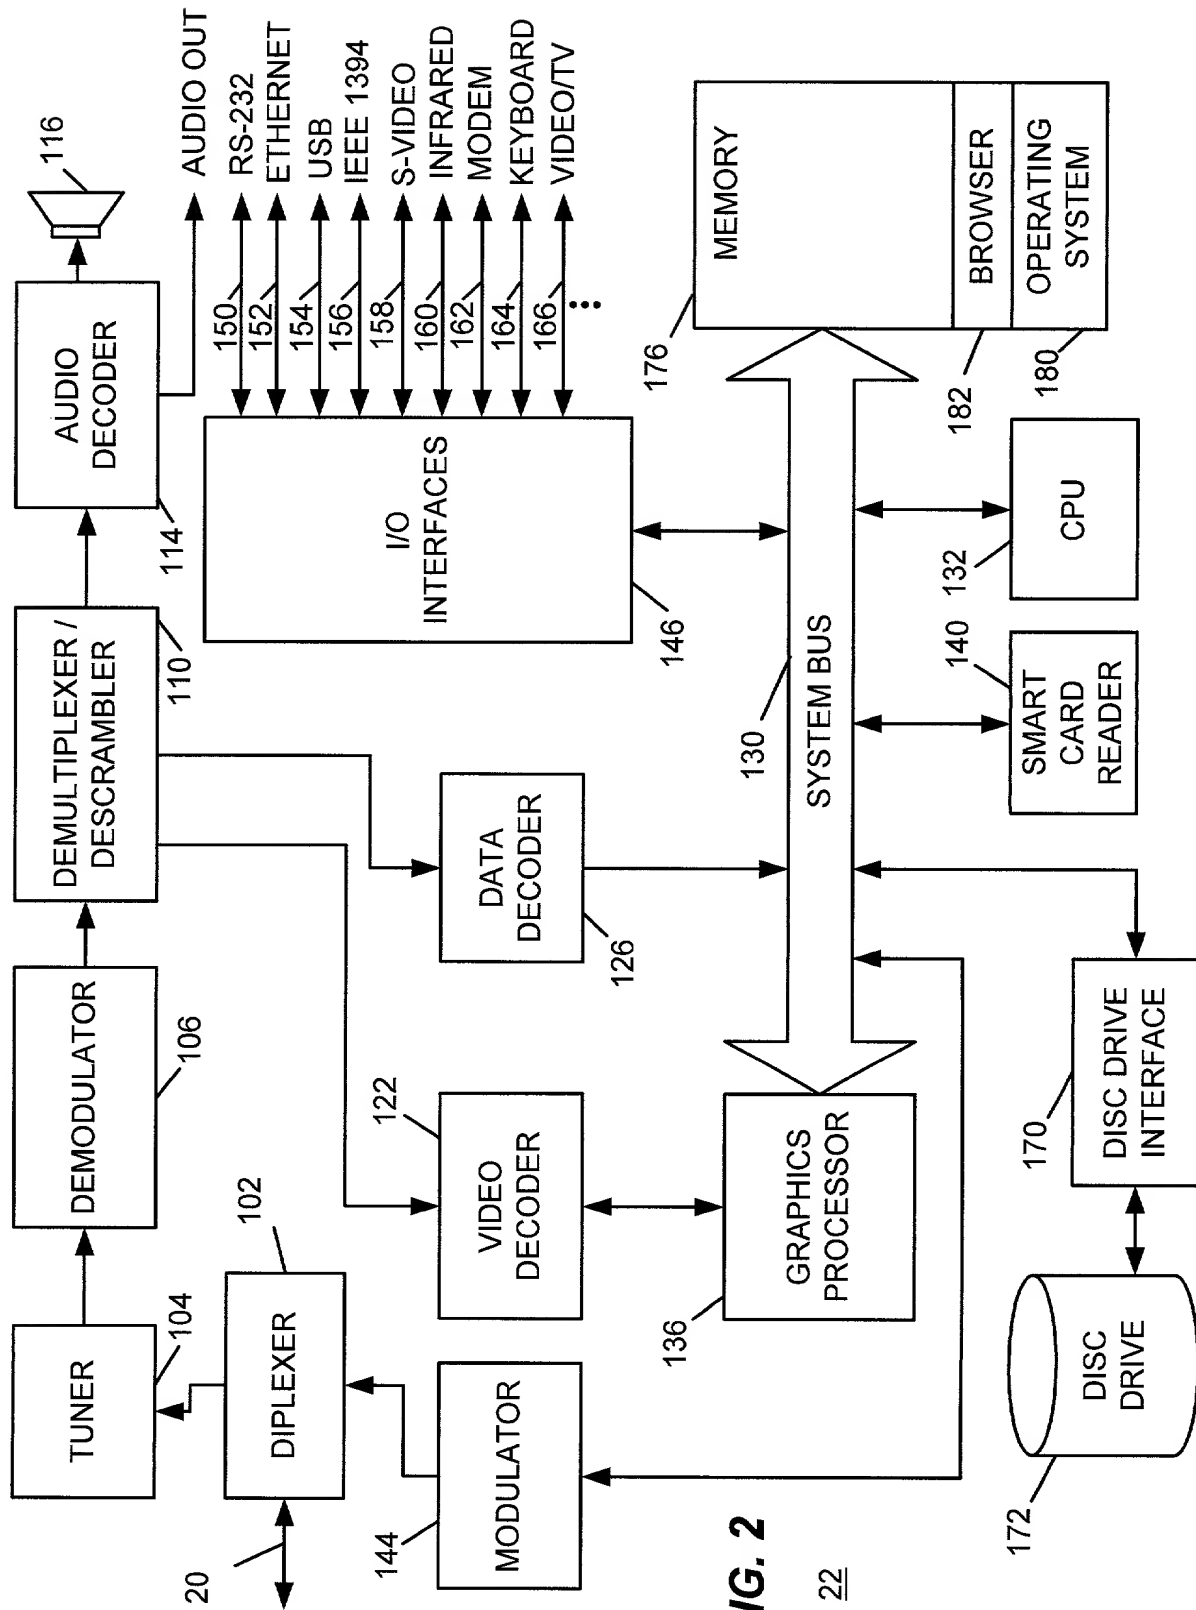 20
DIPLEXER
102
TUNER
104
DEMODULATOR
106
DEMULTIPLEXER /
DESCRAMBLER
110
AUDIO
DECODER
114
116
AUDIO OUT
RS-232
ETHERNET
USB
IEEE 1394
S-VIDEO
INFRARED
MODEM
KEYBOARD
VIDEO/TV
150
152
154
156
158
160
162
164
166
I/O
INTERFACES
146
MODULATOR
144
VIDEO
DECODER
122
DATA
DECODER
126
GRAPHICS
PROCESSOR
136
130
SYSTEM BUS
MEMORY
176
BROWSER
182
OPERATING
SYSTEM
180
CPU
132
SMART
CARD
READER
140
DISC DRIVE
INTERFACE
170
DISC
DRIVE
172
IG. 2
22